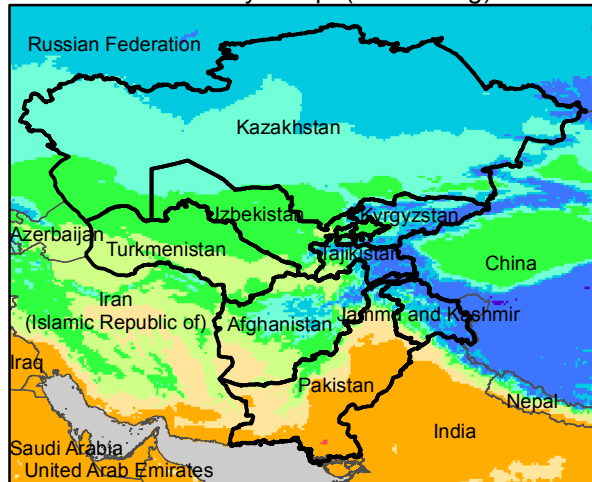 Russian Federation
Kazakhstan
Izbekistan
Kyrgyzstan
Azerbaijan
Turkmenistan
Tajikistan
China
Iran
(Islamic Republic of)
Afghanistan
Jammu and Kashmir
Iraq
Pakistan
Nepal
India
Saudi Arabia
United Arab Emirates